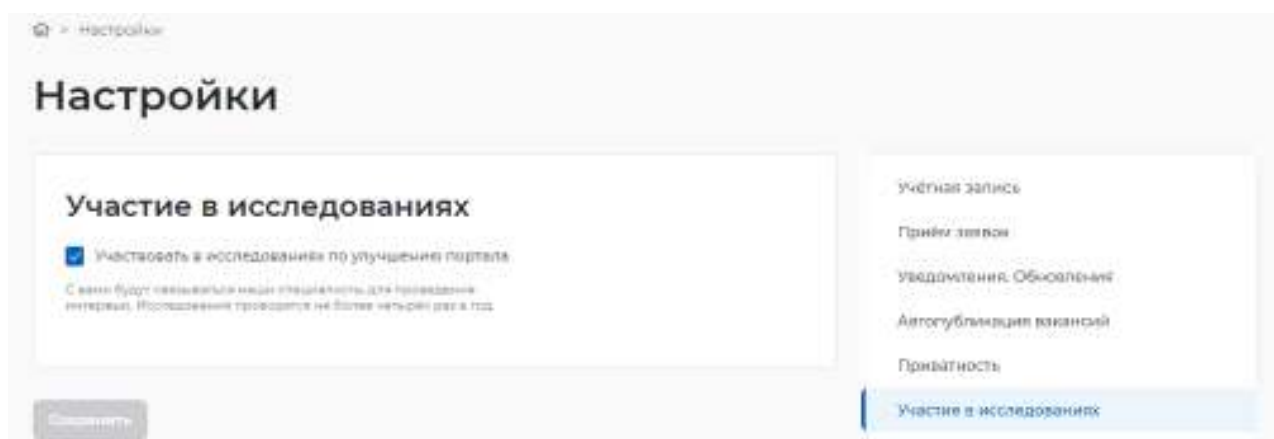 > Настройки
Настройки
Участие в исследованиях
Участвовать в исследованиях по улучшению портала
С вами будут связываться наши специалисты для проведения
интервью. Исследования проводятся не более четырёх раз в год.
Сохранить
Учётная запись
Приём заявок
Уведомления. Обновления
Автопубликация вакансий
Приватность
Участие в исследованиях